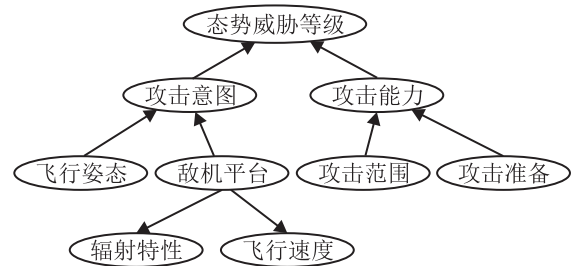 态势威胁等级
攻击意图
攻击能力
飞行姿态
敌机平台
攻击范围
攻击准备
辐射特性
飞行速度